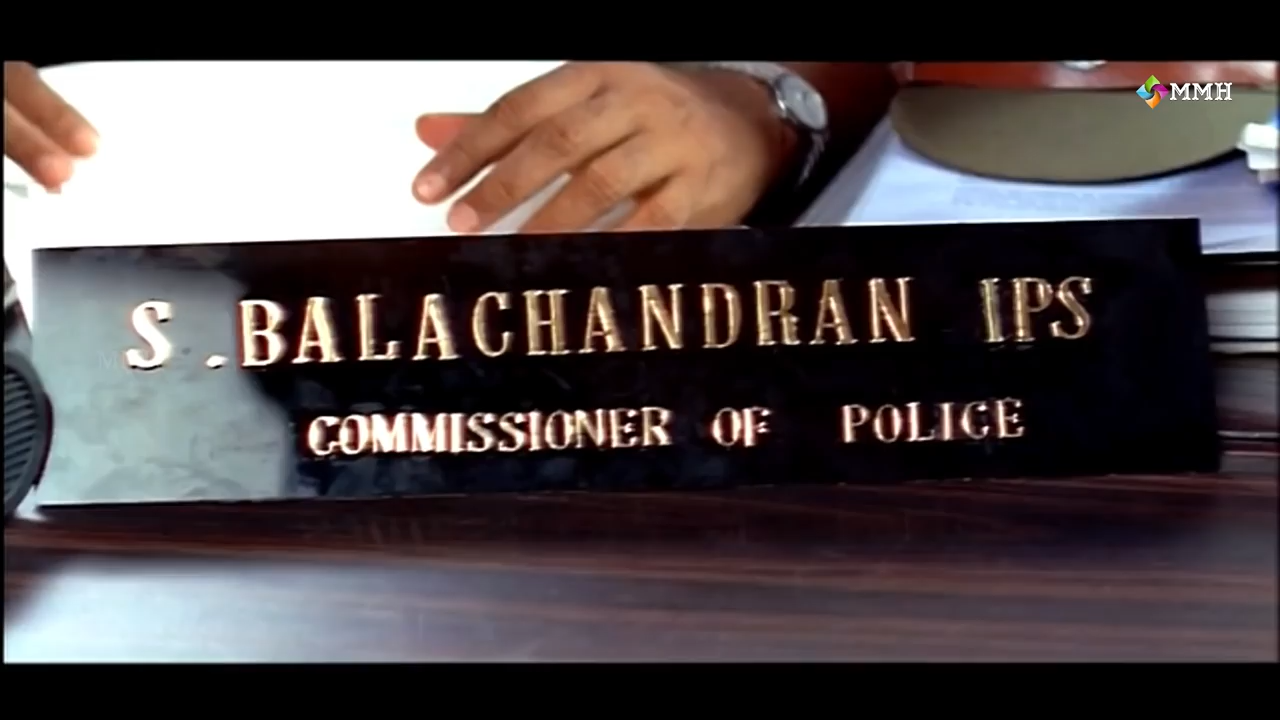 MMH
S.BALACHANDRAN IPS
COMMISSIONER OF POLICE